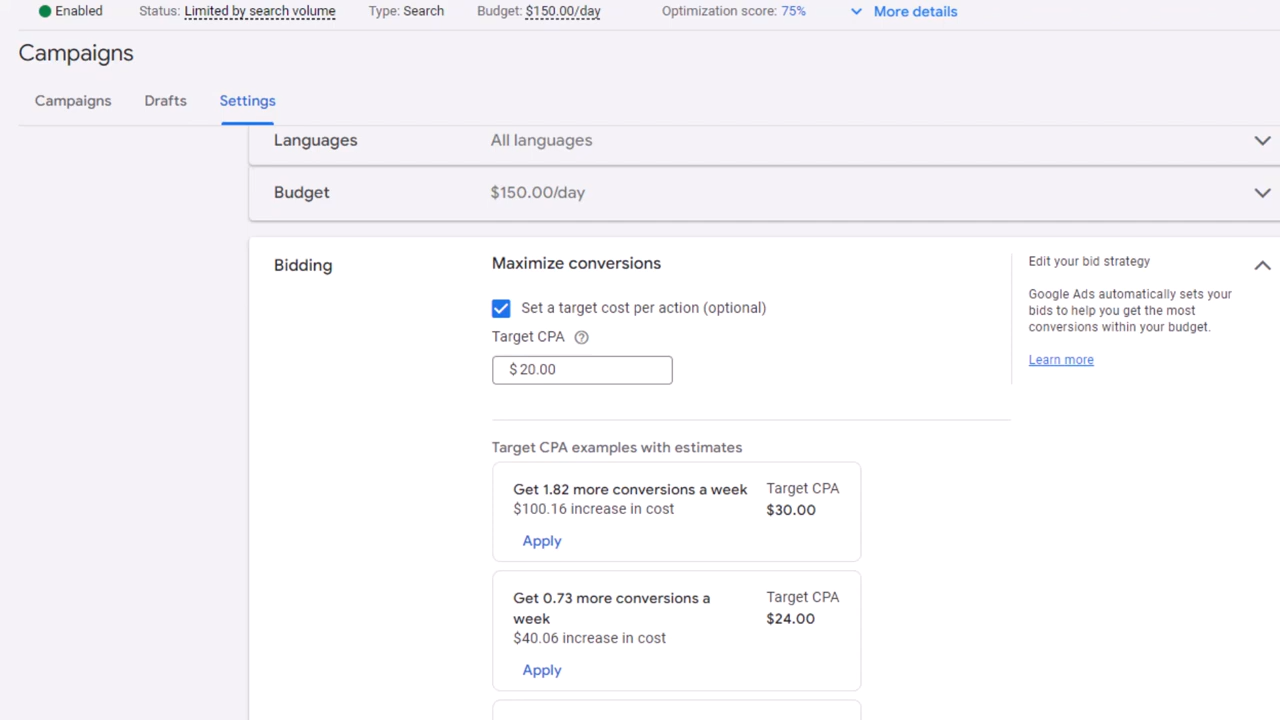 Enabled Status: Limited by search volume Type: Search Budget: $150.00/day Optimization score: 75% More details
Campaigns
Campaigns Drafts Settings
Languages All languages
Budget $150.00/day
Bidding Maximize conversions
Set a target cost per action (optional)
Target CPA
$ 20.00
Edit your bid strategy
Google Ads automatically sets your
bids to help you get the most
conversions within your budget.
Learn more
Target CPA examples with estimates
Get 1.82 more conversions a week Target CPA
$100.16 increase in cost $30.00
Apply
Get 0.73 more conversions a Target CPA
week $24.00
$40.06 increase in cost
Apply